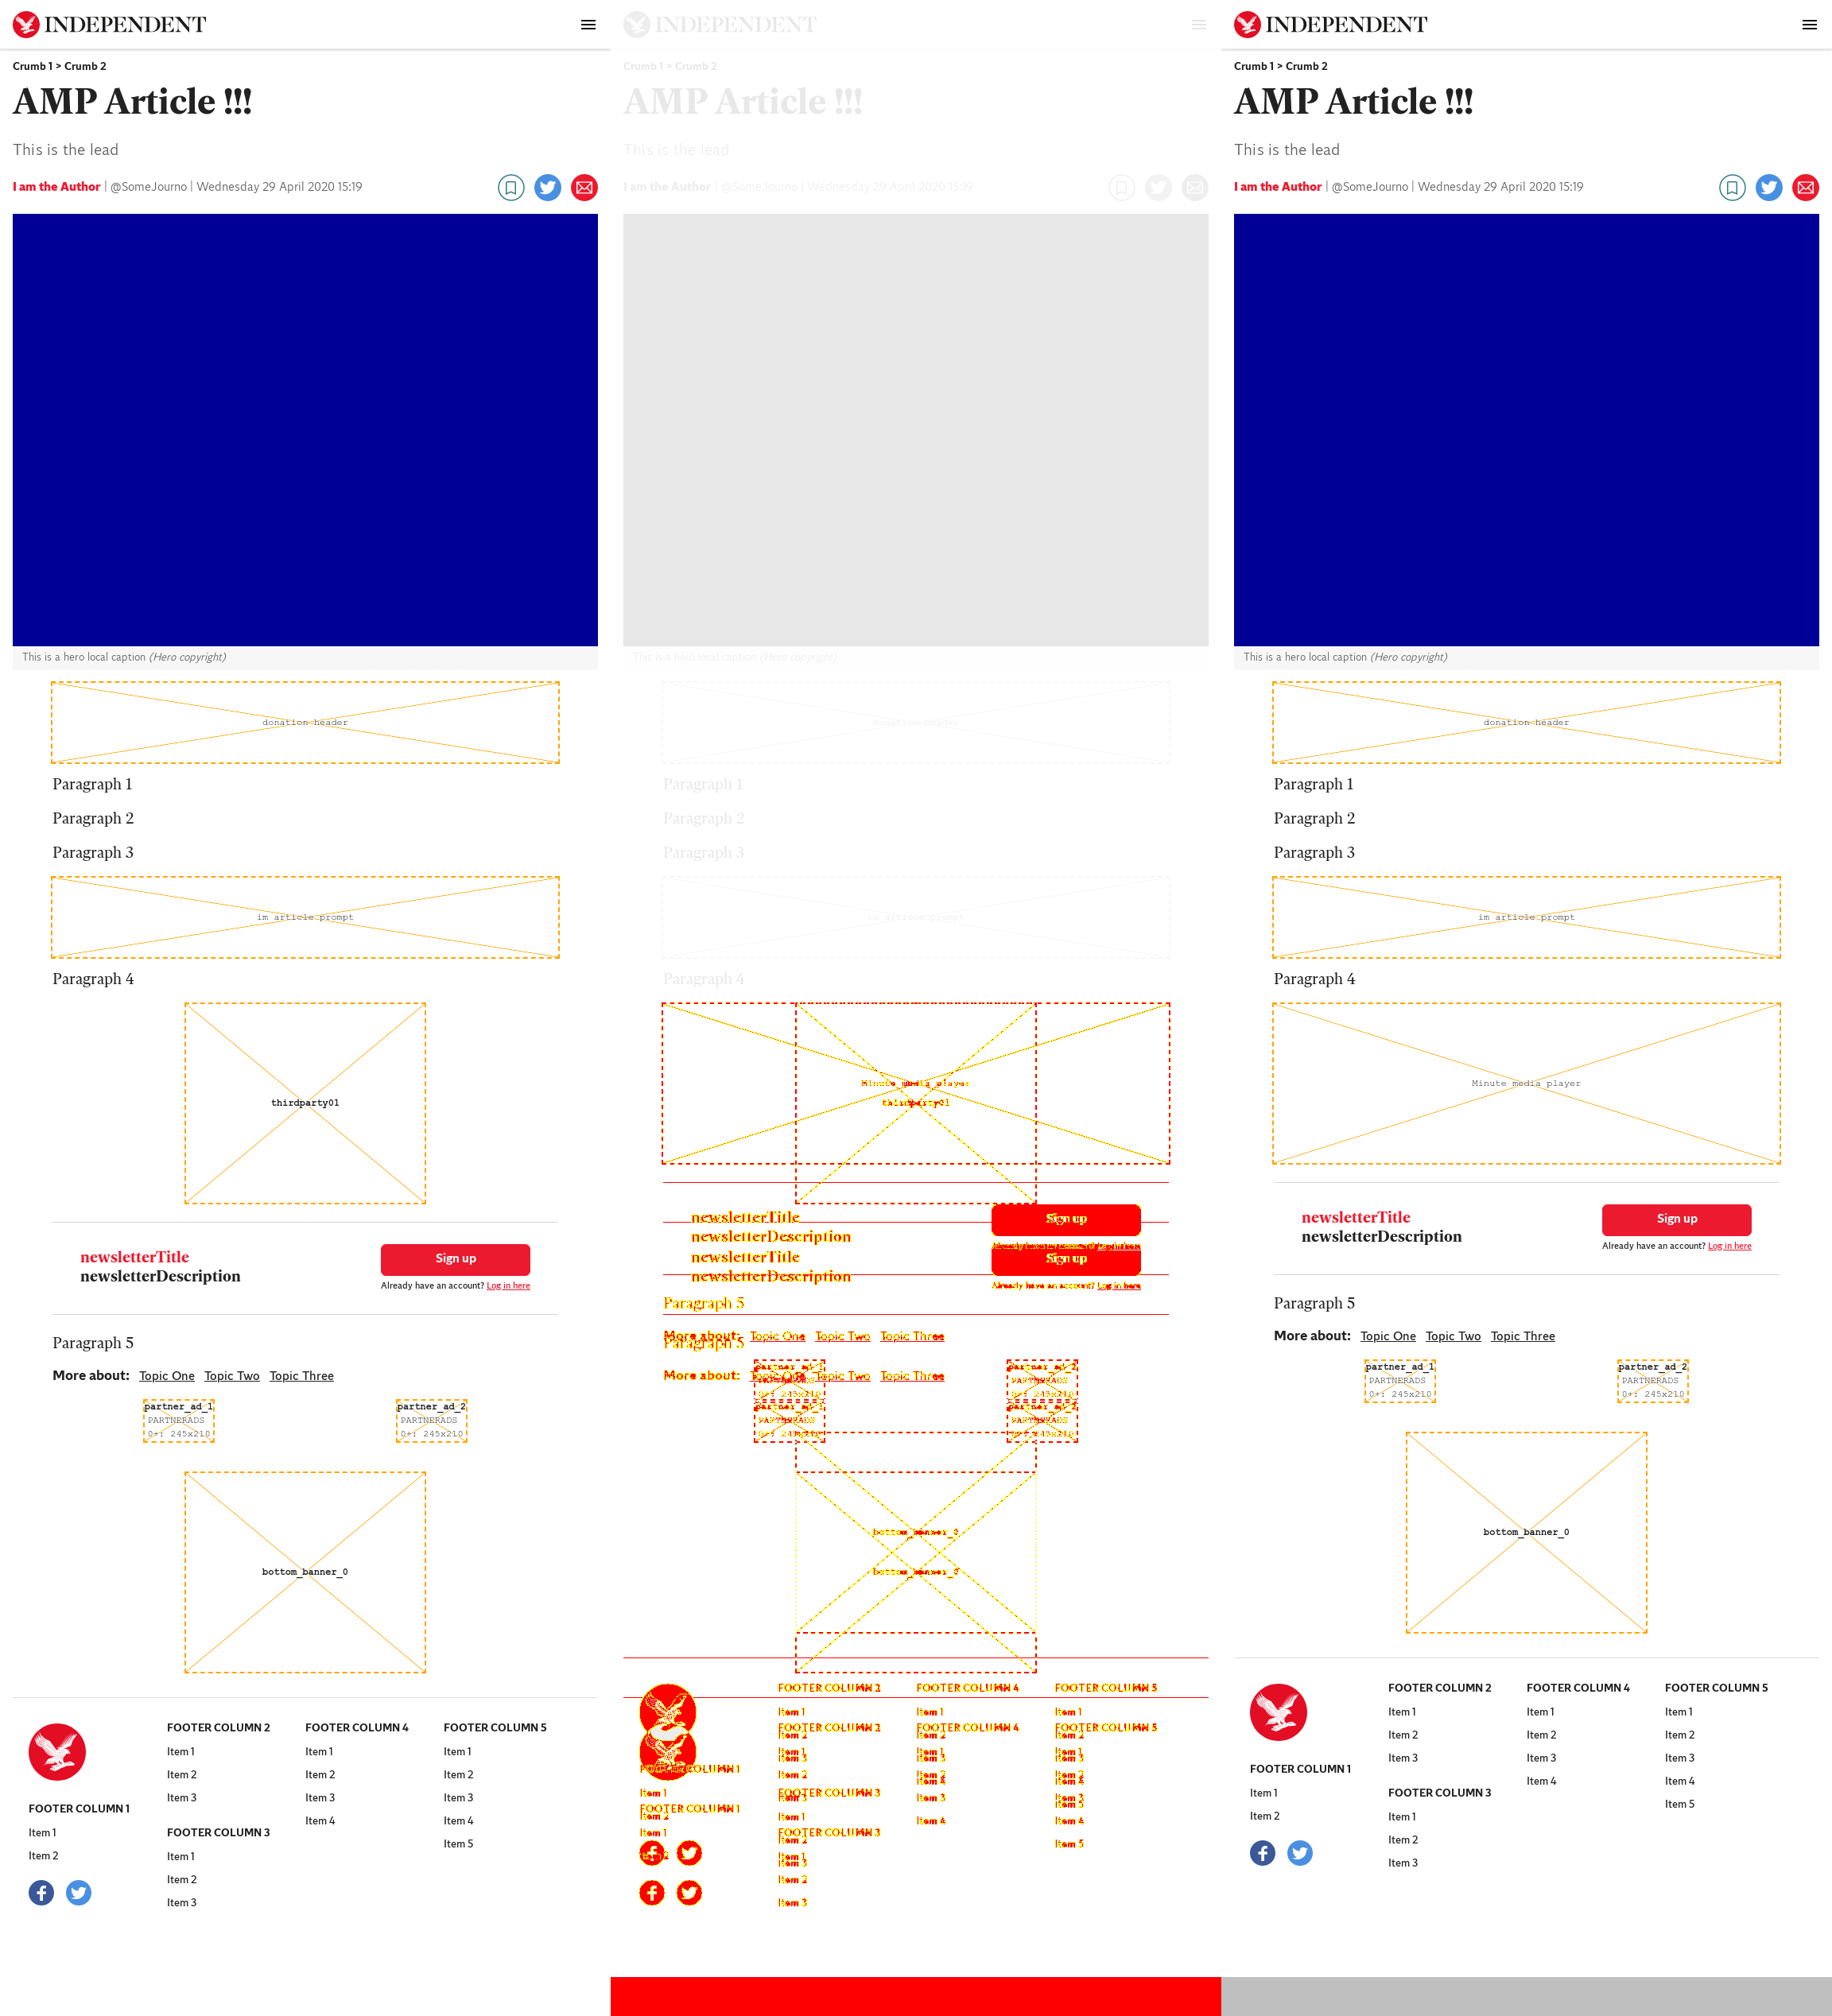 INDEPENDENT
Crumb 1 > Crumb 2
AMP Article !!!
This is the lead
I am the Author | @SomeJourno | Wednesday 29 April 2020 15:19
This is a hero local caption (Hero copyright)
donation header
Paragraph 1
Paragraph 2
Paragraph 3
im article prompt
Paragraph 4
thirdparty01
newsletterTitle
newsletterDescription
Sign up
Already have an account? Log in here
Paragraph 5
More about: Topic One Topic Two Topic Three
partner_ad_1
PARTNERADS
0+: 245x210
partner_ad_2
PARTNERADS
0+: 245x210
bottom_banner_0
FOOTER COLUMN 1
Item 1
Item 2
FOOTER COLUMN 2
Item 1
Item 2
Item 3
FOOTER COLUMN 3
Item 1
Item 2
Item 3
FOOTER COLUMN 4
Item 1
Item 2
Item 3
Item 4
FOOTER COLUMN 5
Item 1
Item 2
Item 3
Item 4
Item 5
INDEPENDENT
Crumb 1 > Crumb 2
AMP Article !!!
This is the lead
I am the Author | @SomeJourno | Wednesday 29 April 2020 15:19
This is a hero local caption (Hero copyright)
donation header
Paragraph 1
Paragraph 2
Paragraph 3
im article prompt
Paragraph 4
Minute media player
thirdparty01
newsletterTitle
newsletterDescription
newsletterTitle
newsletterDescription
Sign up
Sign up
Already have an account? Log in here
Paragraph 5
More about: Topic One Topic Two Topic Three
Paragraph 5
More about: Topic One Topic Two Topic Three
partner_ad_1
PARTNERADS
0+: 245x210
partner_ad_1
PARTNERADS
0+: 245x210
partner_ad_2
PARTNERADS
0+: 245x210
partner_ad_2
PARTNERADS
0+: 245x210
bottom_banner_0
bottom_banner_0
FOOTER COLUMN 1
Item 1
FOOTER COLUMN 1
Item 2
Item 1
Item 2
FOOTER COLUMN 2
Item 1
FOOTER COLUMN 2
Item 2
Item 1
Item 3
Item 2
FOOTER COLUMN 3
Item 3
Item 1
FOOTER COLUMN 3
Item 2
Item 1
Item 3
Item 2
Item 3
FOOTER COLUMN 4
Item 1
FOOTER COLUMN 4
Item 2
Item 1
Item 3
Item 2
Item 4
Item 3
Item 4
FOOTER COLUMN 5
Item 1
FOOTER COLUMN 5
Item 2
Item 1
Item 3
Item 2
Item 4
Item 3
Item 5
Item 4
Item 5
INDEPENDENT
Crumb 1 > Crumb 2
AMP Article !!!
This is the lead
I am the Author | @SomeJourno | Wednesday 29 April 2020 15:19
This is a hero local caption (Hero copyright)
donation header
Paragraph 1
Paragraph 2
Paragraph 3
im article prompt
Paragraph 4
Minute media player
newsletterTitle
newsletterDescription
Sign up
Already have an account? Log in here
Paragraph 5
More about: Topic One Topic Two Topic Three
partner_ad_1
PARTNERADS
0+: 245x210
partner_ad_2
PARTNERADS
0+: 245x210
bottom_banner_0
FOOTER COLUMN 1
Item 1
Item 2
FOOTER COLUMN 2
Item 1
Item 2
Item 3
FOOTER COLUMN 3
Item 1
Item 2
Item 3
FOOTER COLUMN 4
Item 1
Item 2
Item 3
Item 4
FOOTER COLUMN 5
Item 1
Item 2
Item 3
Item 4
Item 5